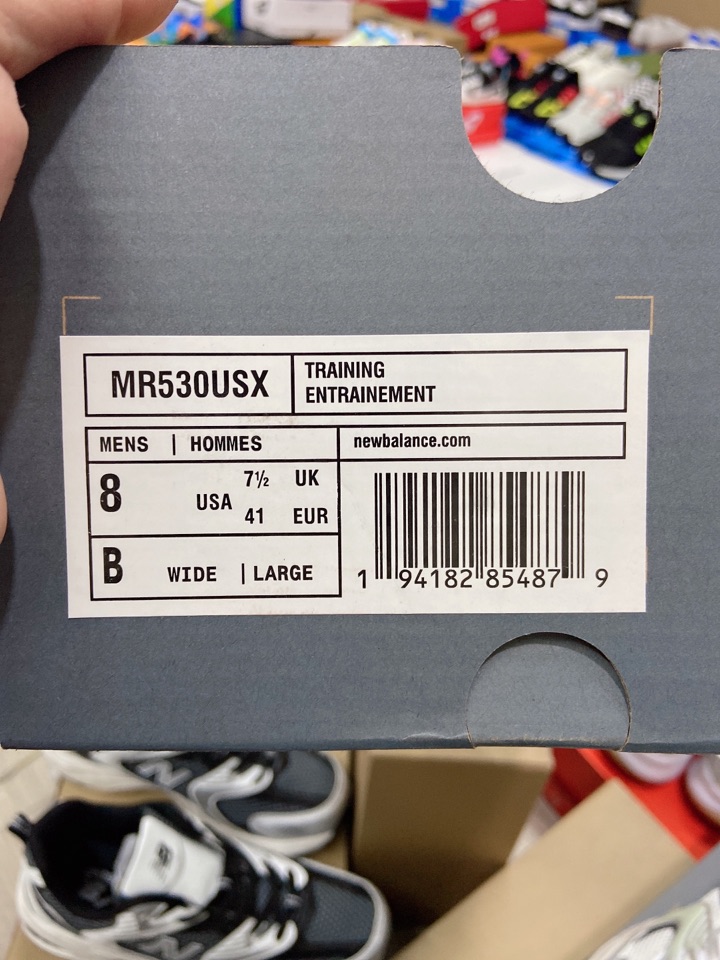 MR530USX
TRAINING
ENTRAINEMENT
MENS | HOMMES
newbalance.com
8
USA
7½ UK
41 EUR
B
WIDE | LARGE
1 94182 85487 9